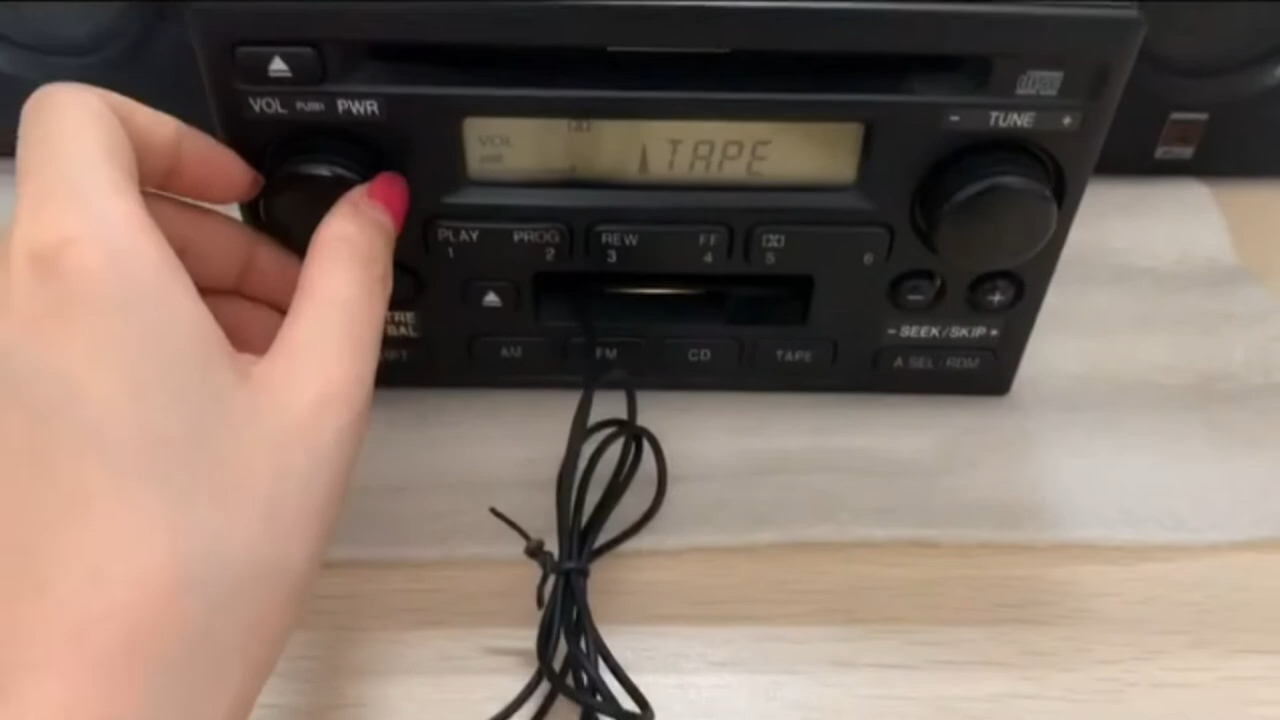 VOL PUSH PWR
- TUNE +
VOL
TAPE
PLAY PROG
1 2
REW FF
3 4
5 6
- SEEK/SKIP +
AM
FM
CD
TAPE
A.SEL · RDM